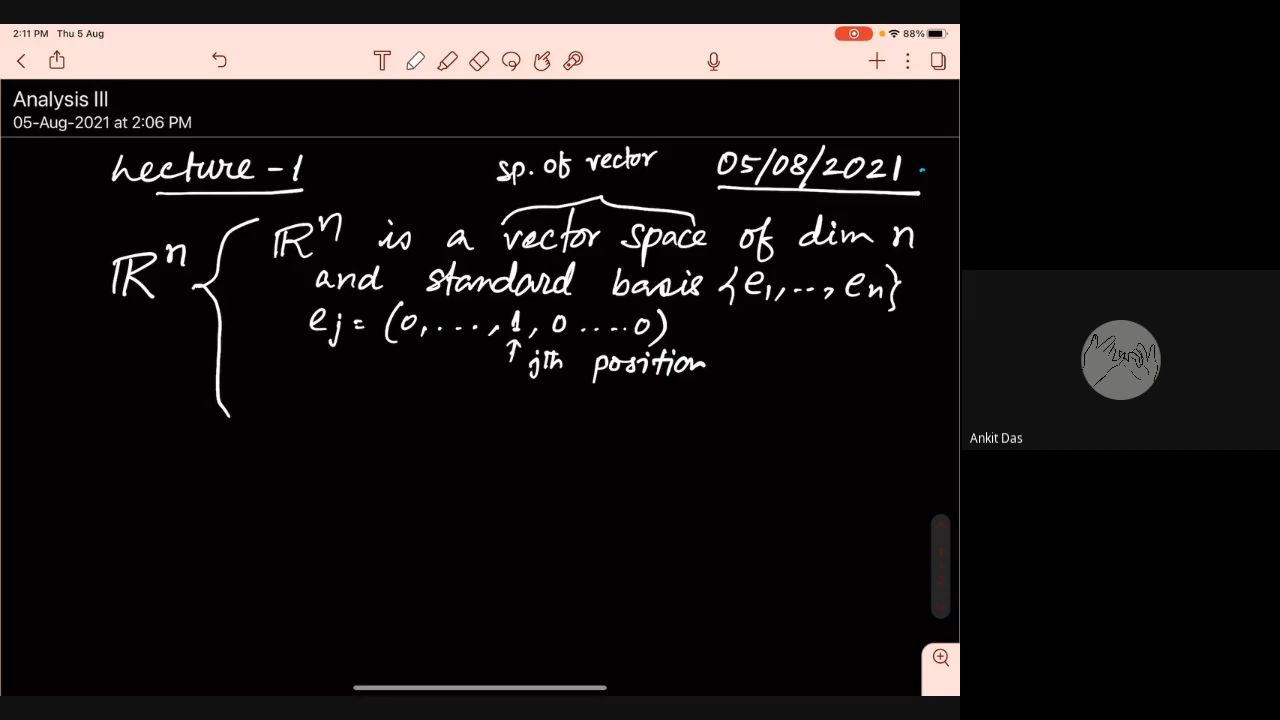 2:11 PM Thu 5 Aug
88%
Analysis III
05-Aug-2021 at 2:06 PM
Lecture - 1
sp. of vector
05/08/2021
ℝⁿ { ℝⁿ is a vector space of dim n
and standard basis {e₁, ..., eₙ}
eⱼ = (0, ...., 1, 0 .... 0)
↑ jth position
Ankit Das